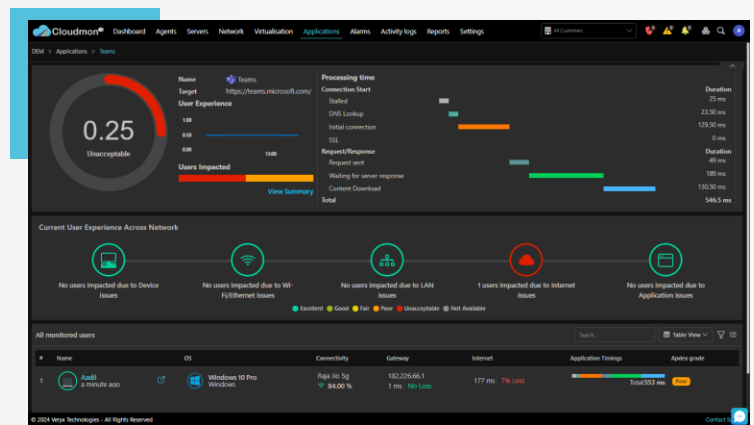 Cloudmon® Dashboard Agents Servers Network Virtualisation Applications Alarms Activity logs Reports Settings All Customers
DEM > Applications > Teams
0.25
Unacceptable
Name Teams
Target https://teams.microsoft.com/
User Experience
1.00
0.50
0.00
13:00
Users Impacted
View Summary
Processing time
Connection Start Duration
Stalled 25 ms
DNS Lookup 23.50 ms
Initial connection 129.50 ms
SSL 0 ms
Request/Response Duration
Request sent 49 ms
Waiting for server response 189 ms
Content Download 130.50 ms
Total 546.5 ms
Current User Experience Across Network
No users impacted due to Device issues
No users impacted due to Wi-Fi/Ethernet issues
No users impacted due to LAN issues
1 users impacted due to Internet issues
No users impacted due to Application issues
Excellent Good Fair Poor Unacceptable Not Available
All monitored users Search... Table View
# Name OS Connectivity Gateway Internet Application Timings Apdex grade
1 Aadil Windows 10 Pro Raja Jio 5g 182.226.66.1 177 ms 7% Loss Total:553 ms Poor
a minute ago Windows 84.00 % 1 ms No Loss
© 2024 Veryx Technologies - All Rights Reserved
Contact